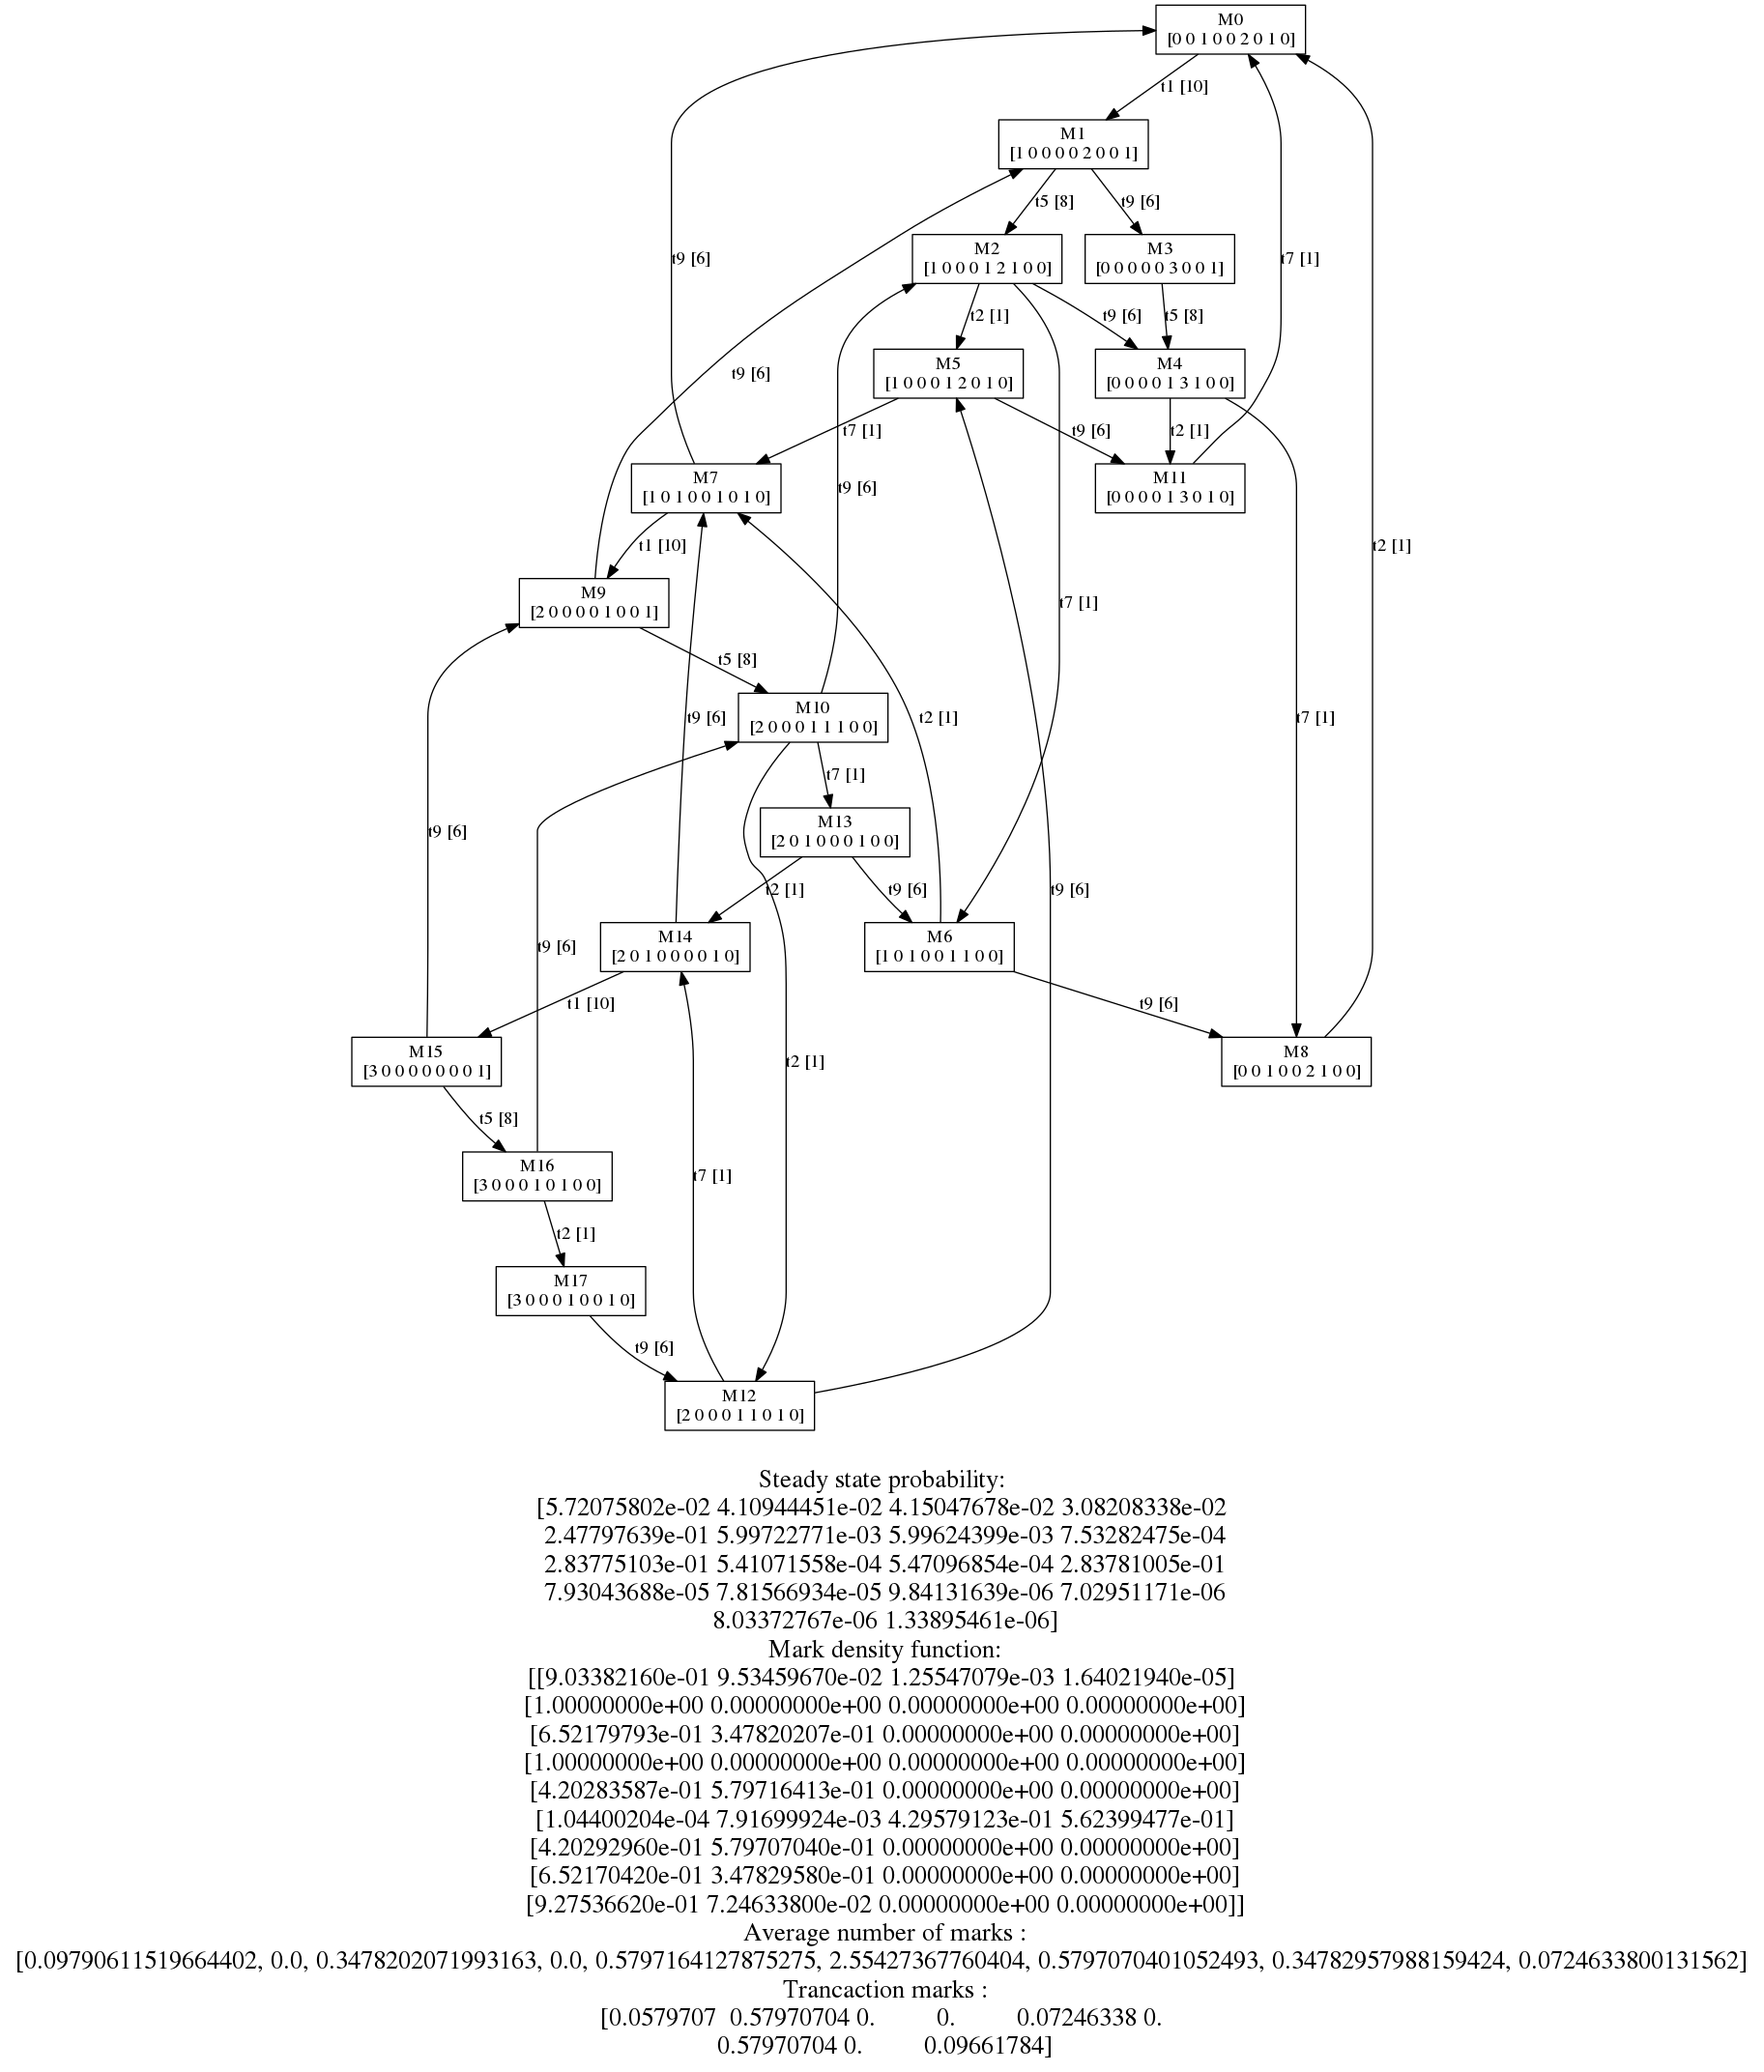 M0
[0 0 1 0 0 2 0 1 0]
t1 [10]
M1
[1 0 0 0 0 2 0 0 1]
t5 [8]
t9 [6]
M2
[1 0 0 0 1 2 1 0 0]
M3
[0 0 0 0 0 3 0 0 1]
t9 [6]
t7 [1]
t2 [1]
t9 [6]
t5 [8]
M5
[1 0 0 0 1 2 0 1 0]
M4
[0 0 0 0 1 3 1 0 0]
t9 [6]
t7 [1]
t9 [6]
t2 [1]
M7
[1 0 1 0 0 1 0 1 0]
t9 [6]
M11
[0 0 0 0 1 3 0 1 0]
t1 [10]
t2 [1]
M9
[2 0 0 0 0 1 0 0 1]
t7 [1]
t5 [8]
M10
[2 0 0 0 1 1 1 0 0]
t9 [6]
t2 [1]
t7 [1]
t7 [1]
M13
[2 0 1 0 0 0 1 0 0]
t9 [6]
t2 [1]
t9 [6]
t9 [6]
M14
[2 0 1 0 0 0 0 1 0]
t9 [6]
M6
[1 0 1 0 0 1 1 0 0]
t1 [10]
t9 [6]
M15
[3 0 0 0 0 0 0 0 1]
t2 [1]
M8
[0 0 1 0 0 2 1 0 0]
t5 [8]
M16
[3 0 0 0 1 0 1 0 0]
t7 [1]
t2 [1]
M17
[3 0 0 0 1 0 0 1 0]
t9 [6]
M12
[2 0 0 0 1 1 0 1 0]
Steady state probability:
[5.72075802e-02 4.10944451e-02 4.15047678e-02 3.08208338e-02
2.47797639e-01 5.99722771e-03 5.99624399e-03 7.53282475e-04
2.83775103e-01 5.41071558e-04 5.47096854e-04 2.83781005e-01
7.93043688e-05 7.81566934e-05 9.84131639e-06 7.02951171e-06
8.03372767e-06 1.33895461e-06]
Mark density function:
[[9.03382160e-01 9.53459670e-02 1.25547079e-03 1.64021940e-05]
[1.00000000e+00 0.00000000e+00 0.00000000e+00 0.00000000e+00]
[6.52179793e-01 3.47820207e-01 0.00000000e+00 0.00000000e+00]
[1.00000000e+00 0.00000000e+00 0.00000000e+00 0.00000000e+00]
[4.20283587e-01 5.79716413e-01 0.00000000e+00 0.00000000e+00]
[1.04400204e-04 7.91699924e-03 4.29579123e-01 5.62399477e-01]
[4.20292960e-01 5.79707040e-01 0.00000000e+00 0.00000000e+00]
[6.52170420e-01 3.47829580e-01 0.00000000e+00 0.00000000e+00]
[9.27536620e-01 7.24633800e-02 0.00000000e+00 0.00000000e+00]]
Average number of marks :
[0.09790611519664402, 0.0, 0.3478202071993163, 0.0, 0.5797164127875275, 2.554273677604​04, 0.5797070401052493, 0.34782957988159424, 0.0724633800131562]
Trancaction marks :
[0.0579707 0.57970704 0. 0. 0.07246338 0.
0.57970704 0. 0.09661784]